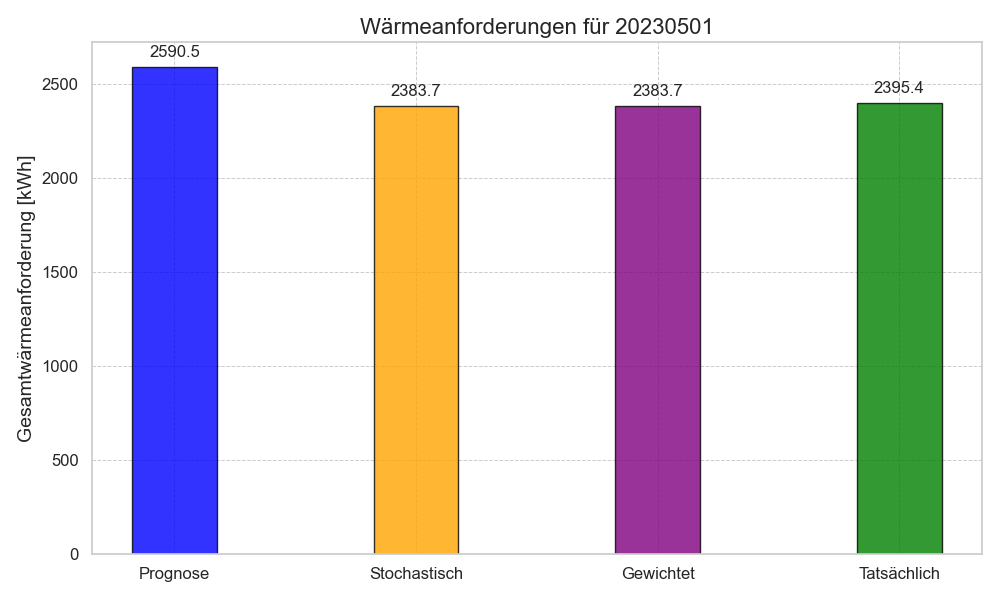 Wärmeanforderungen für 20230501
2590.5
2383.7
2383.7
2395.4
Gesamtwärmeanforderung [kWh]
2500
2000
1500
1000
500
0
Prognose
Stochastisch
Gewichtet
Tatsächlich